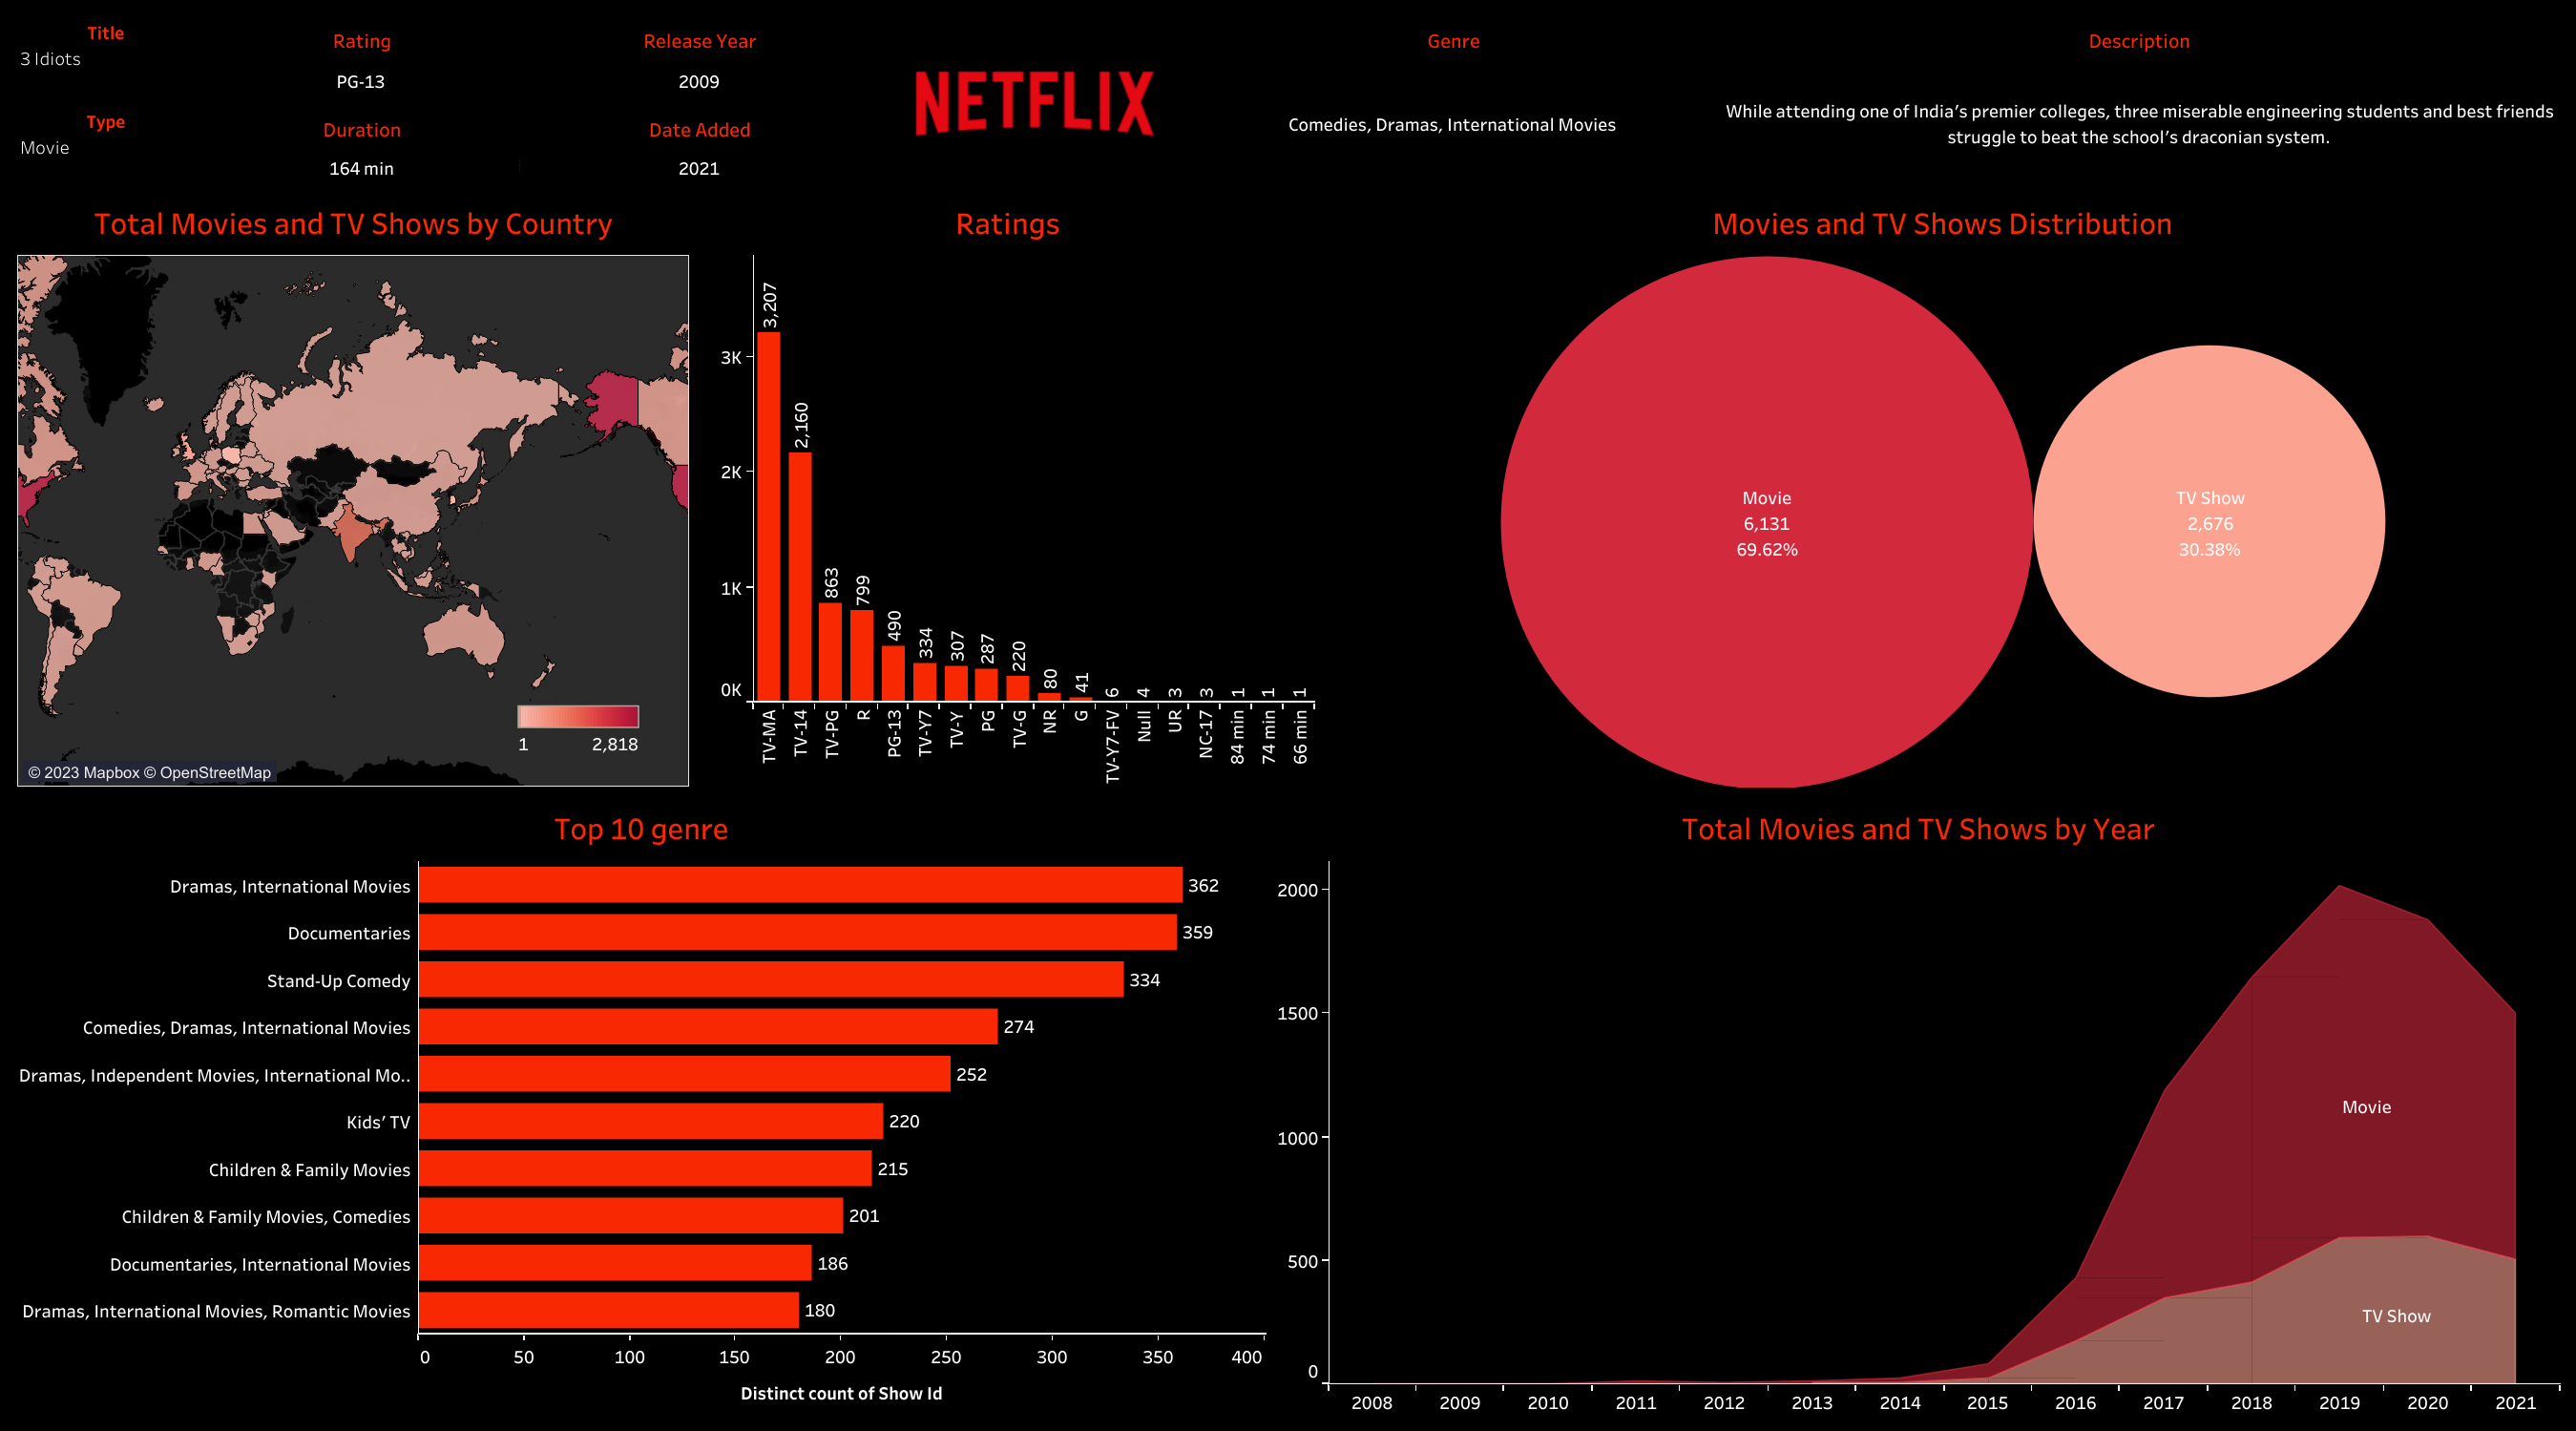 Title
3 Idiots
Type
Movie
Rating
PG-13
Duration
164 min
Release Year
2009
Date Added
2021
NETFLIX
Genre
Comedies, Dramas, International Movies
Description
While attending one of India's premier colleges, three miserable engineering students and best friends
struggle to beat the school's draconian system.
Total Movies and TV Shows by Country
1 2,818
© 2023 Mapbox © OpenStreetMap
Ratings
3K
2K
1K
0K
3,207
2,160
863
799
490
334
307
287
220
80
41
6
4
3
3
1
1
1
TV-MA
TV-14
TV-PG
R
PG-13
TV-Y7
TV-Y
PG
TV-G
NR
G
TV-Y7-FV
Null
UR
NC-17
84 min
74 min
66 min
Movies and TV Shows Distribution
Movie
6,131
69.62%
TV Show
2,676
30.38%
Top 10 genre
Dramas, International Movies 362
Documentaries 359
Stand-Up Comedy 334
Comedies, Dramas, International Movies 274
Dramas, Independent Movies, International Mo.. 252
Kids' TV 220
Children & Family Movies 215
Children & Family Movies, Comedies 201
Documentaries, International Movies 186
Dramas, International Movies, Romantic Movies 180
0 50 100 150 200 250 300 350 400
Distinct count of Show Id
Total Movies and TV Shows by Year
2000
1500
1000
500
0
Movie
TV Show
2008 2009 2010 2011 2012 2013 2014 2015 2016 2017 2018 2019 2020 2021